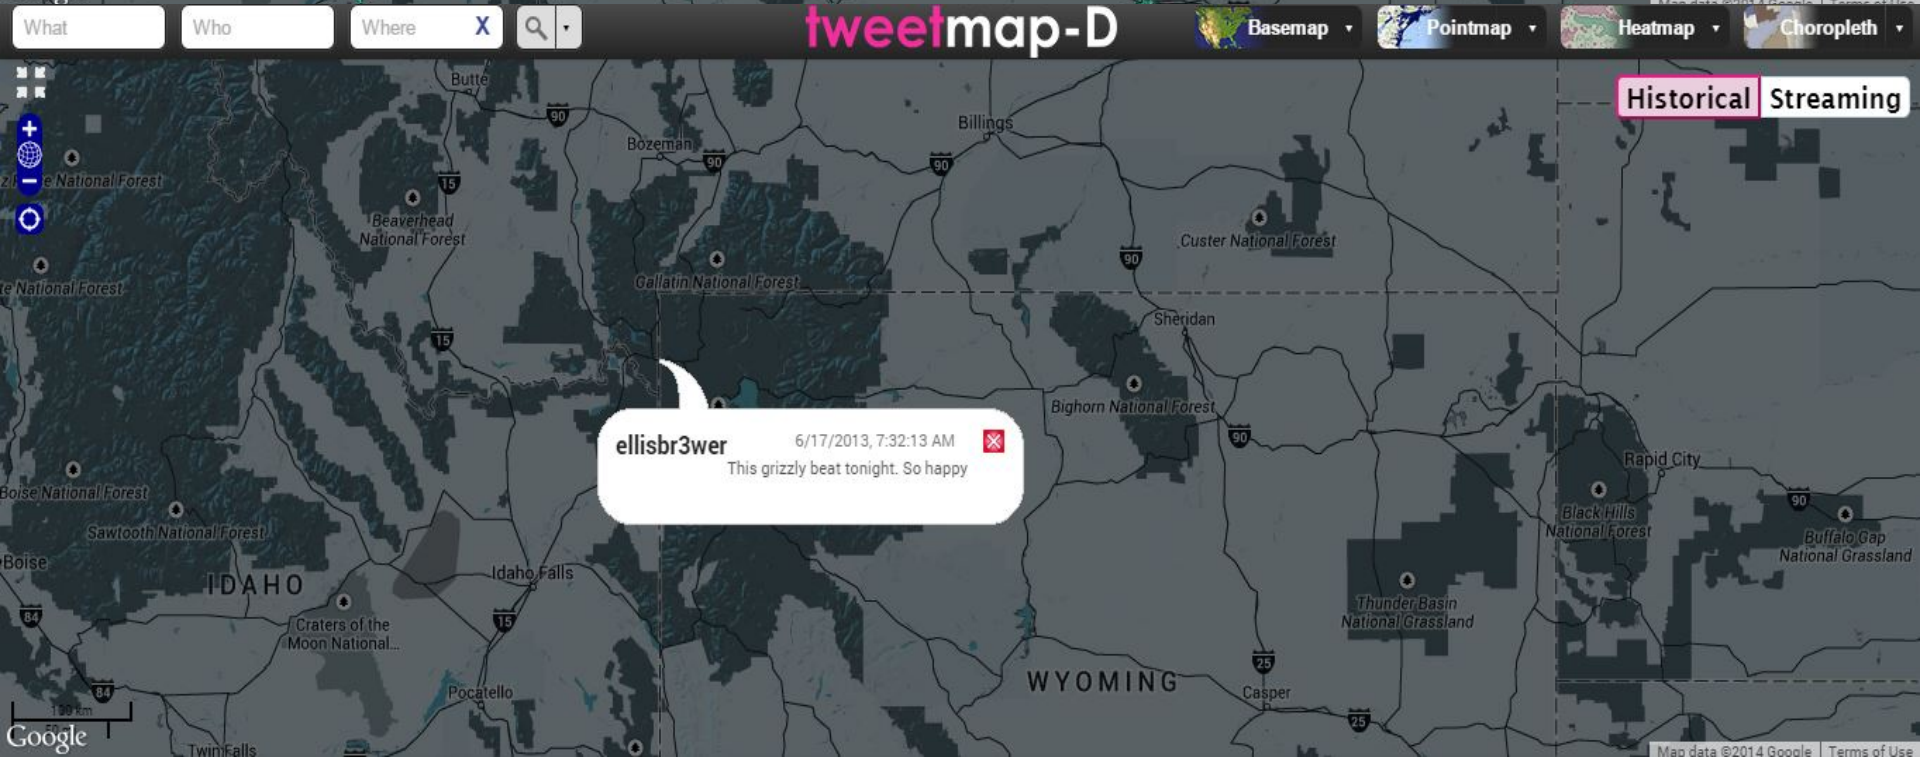 What
Who
Where
X
tweetmap-D
Basemap
Pointmap
Heatmap
Choropleth
Historical
Streaming
Butte
90
Billings
Bozeman
90
90
e National Forest
15
Beaverhead
National Forest
Custer National Forest
90
Gallatin National Forest
te National Forest
Sheridan
15
Bighorn National Forest
90
ellisbr3wer
6/17/2013, 7:32:13 AM
This grizzly beat tonight. So happy
Rapid City
Boise National Forest
90
Black Hills
National Forest
Sawtooth National Forest
Buffalo Gap
National Grassland
Boise
Idaho Falls
IDAHO
Thunder Basin
National Grassland
84
15
Craters of the
Moon National...
25
WYOMING
84
Pocatello
Casper
25
Google
Twin Falls
Map data ©2014 Google
Terms of Use